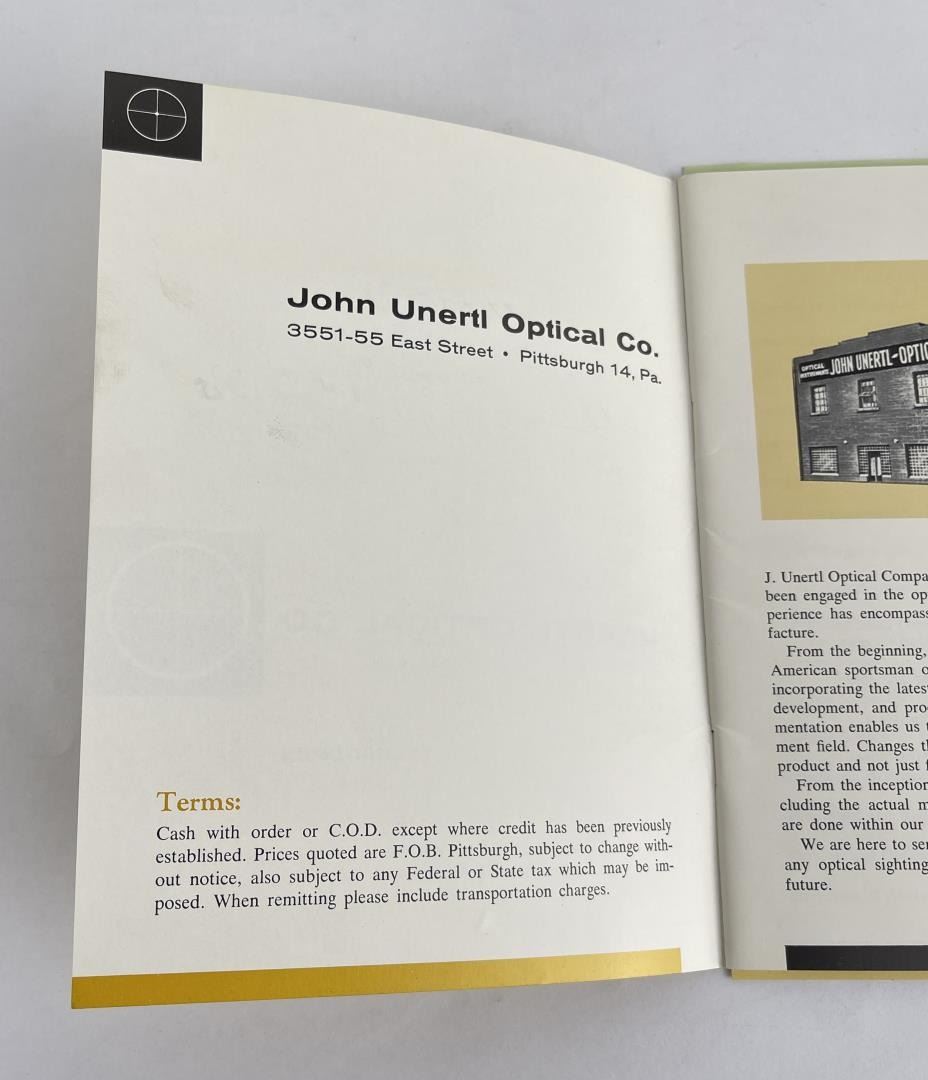 John Unertl Optical Co.
3551-55 East Street • Pittsburgh 14, Pa.
Terms:
Cash with order or C.O.D. except where credit has been previously
established. Prices quoted are F.O.B. Pittsburgh, subject to change with-
out notice, also subject to any Federal or State tax which may be im-
posed. When remitting please include transportation charges.
OPTICAL
INSTRUMENTS
JOHN UNERTL-OPTIC
J. Unertl Optical Compa
been engaged in the op
perience has encompass
facture.
From the beginning,
American sportsman o
incorporating the lates
development, and pro
mentation enables us t
ment field. Changes th
product and not just f
From the inception
cluding the actual m
are done within our
We are here to ser
any optical sighting
future.